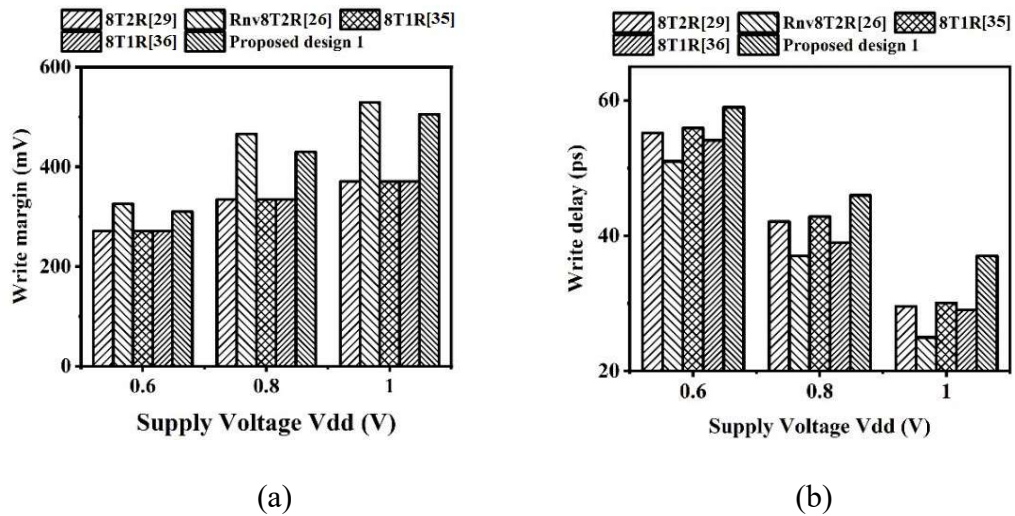 8T2R[29] Rnv8T2R[26] 8T1R[35]
8T1R[36] Proposed design 1
600
400
200
0
Write margin (mV)
0.6 0.8 1
Supply Voltage Vdd (V)
(a)
8T2R[29] Rnv8T2R[26] 8T1R[35]
8T1R[36] Proposed design 1
60
40
20
Write delay (ps)
0.6 0.8 1
Supply Voltage Vdd (V)
(b)